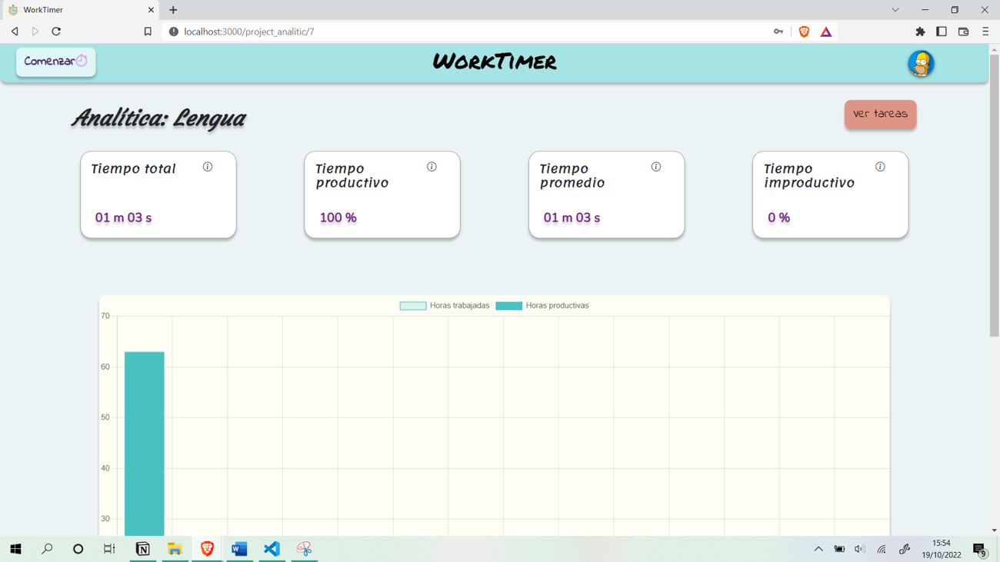 WorkTimer
localhost:3000/project_analitic/7
Comenzar
WorkTimer
Analítica: Lengua
Ver tareas
Tiempo total
01 m 03 s
Tiempo
productivo
100 %
Tiempo
promedio
01 m 03 s
Tiempo
improductivo
0 %
Horas trabajadas
Horas productivas
70
60
50
40
30
15:54
19/10/2022
9